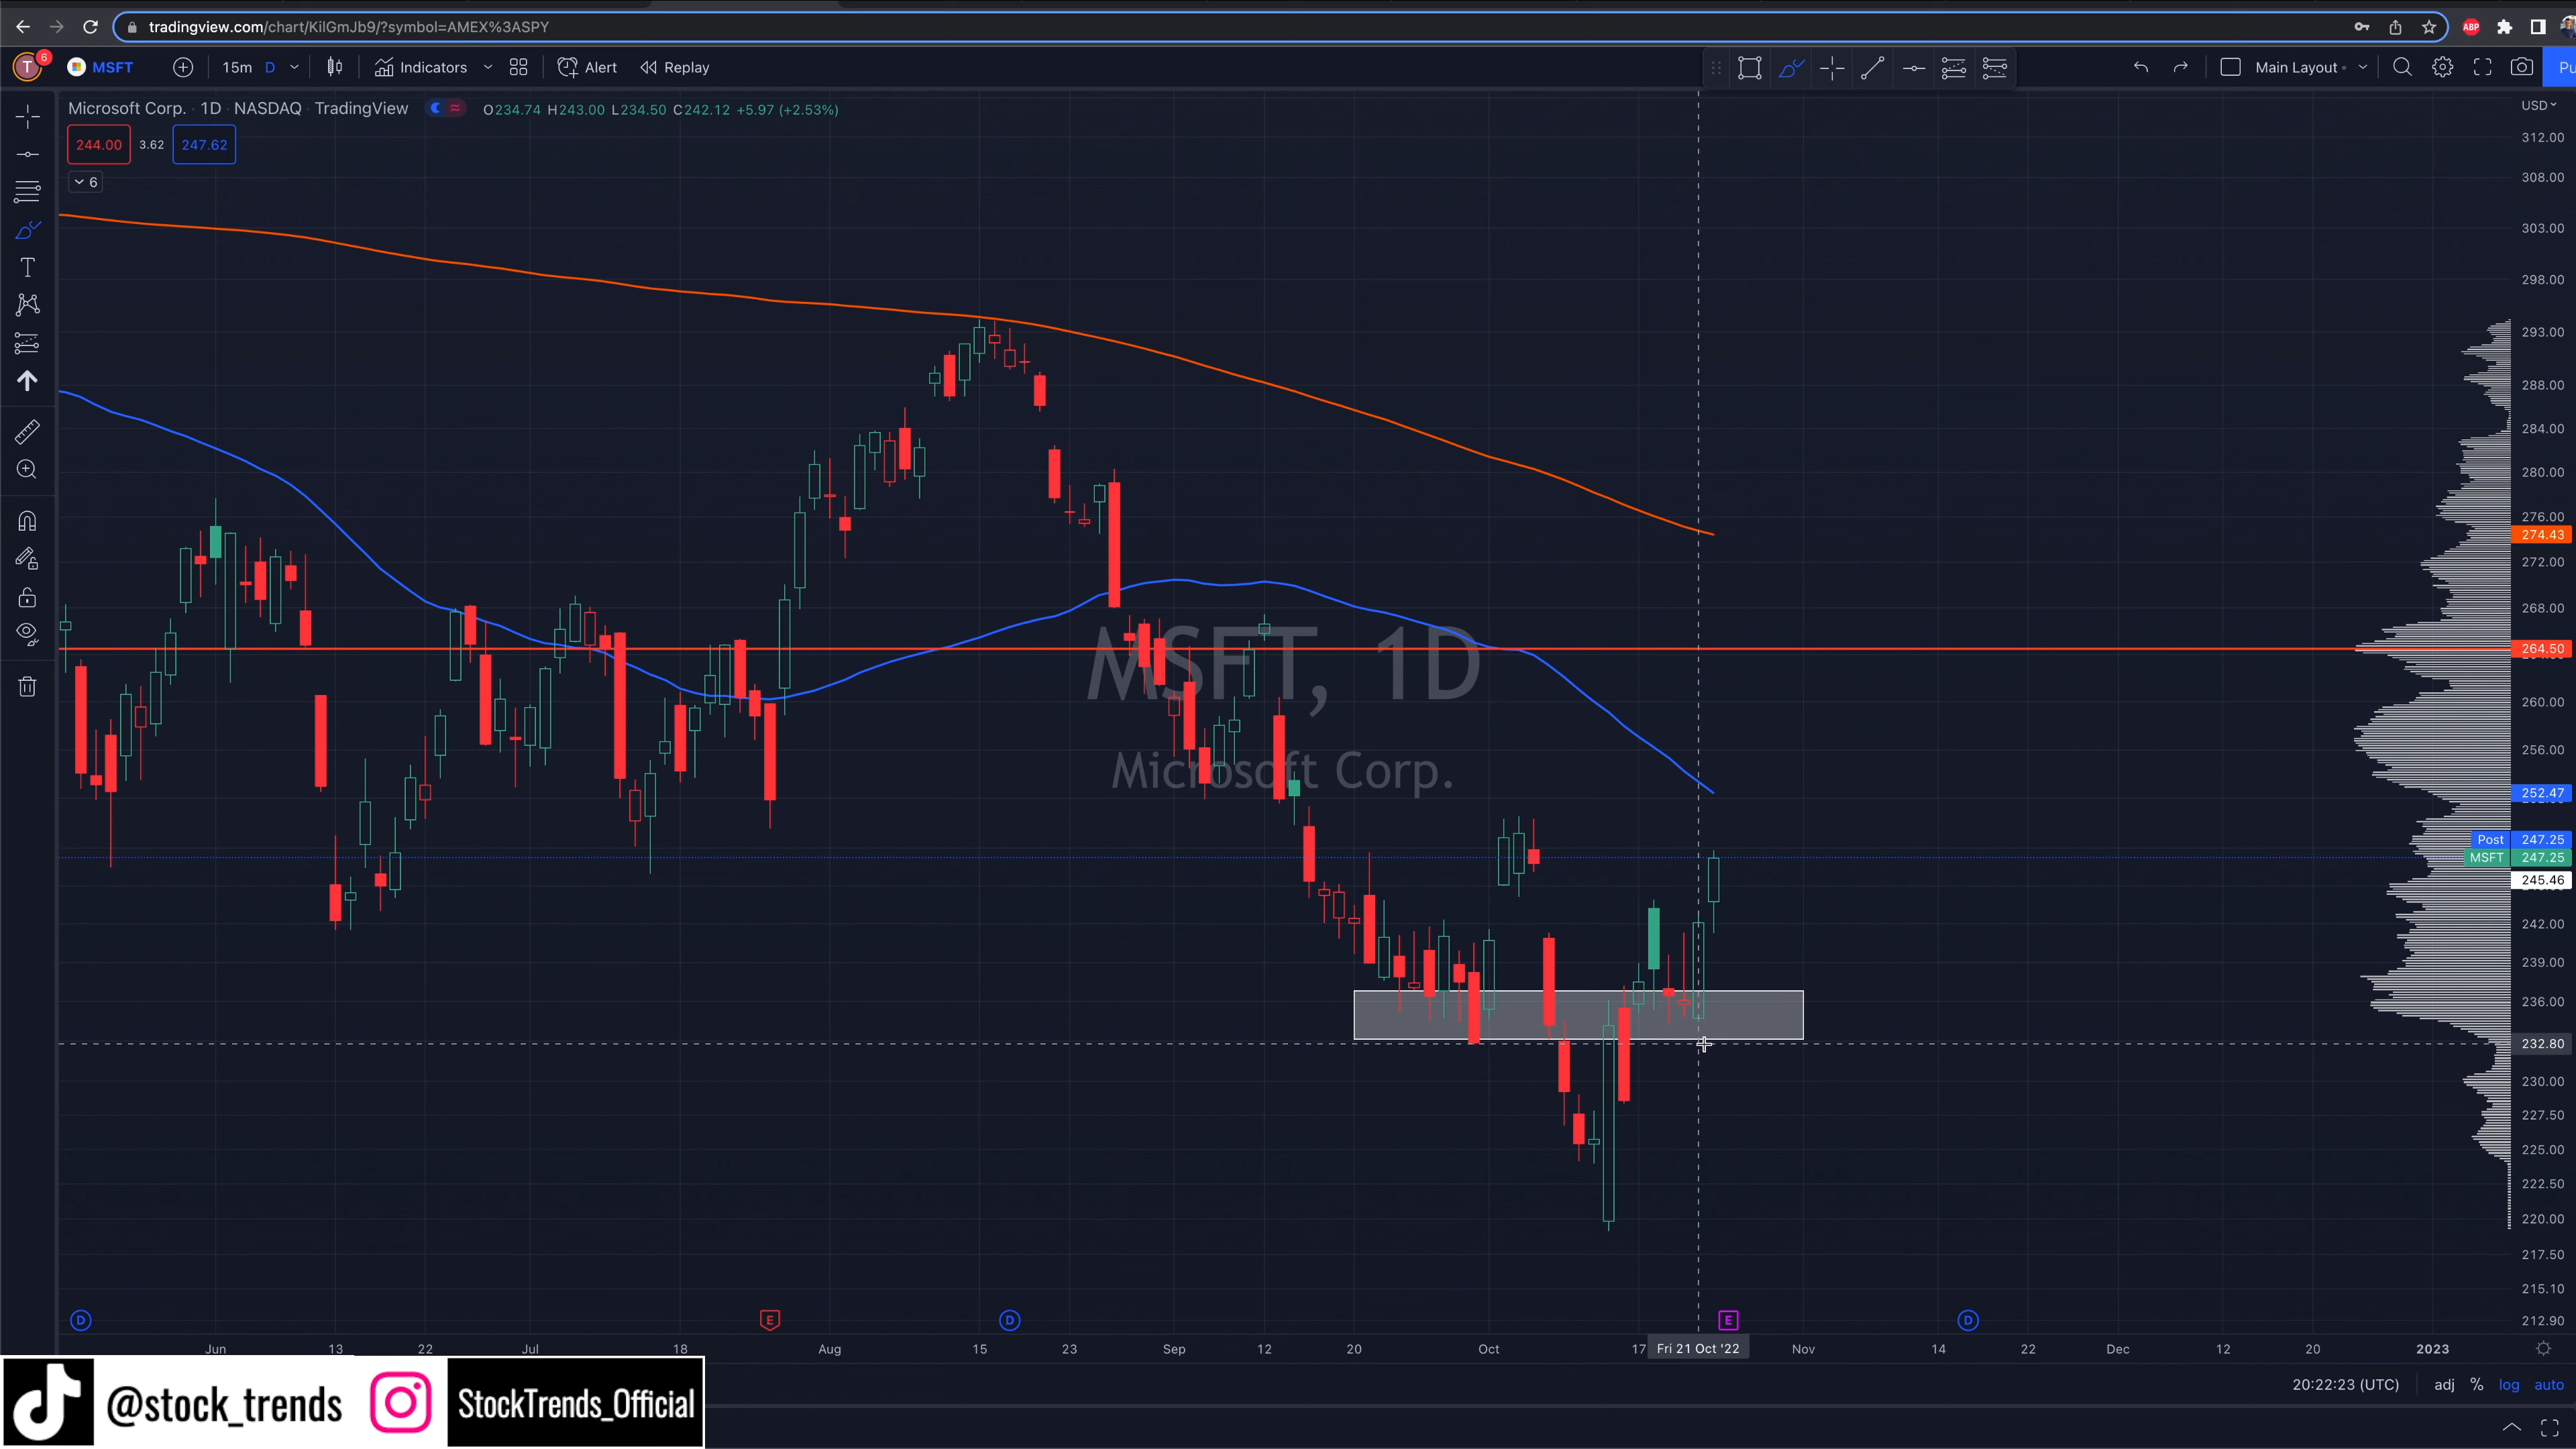 tradingview.com/chart/KilGmJb9/?symbol=AMEX%3ASPY
ABP
T 6 MSFT 15m D Indicators Alert Replay Main Layout Pu
Microsoft Corp. · 1D · NASDAQ · TradingView O234.74 H243.00 L234.50 C242.12 +5.97 (+2.53%)
USD
244.00 3.62 247.62
6
312.00
308.00
303.00
298.00
293.00
288.00
284.00
280.00
276.00
274.43
272.00
268.00
264.50
260.00
256.00
252.47
Post 247.25
MSFT 247.25
245.46
242.00
239.00
236.00
232.80
230.00
227.50
225.00
222.50
220.00
217.50
215.10
212.90
MSFT, 1D
Microsoft Corp.
D E D E D
Jun 13 22 Jul 18 Aug 15 23 Sep 12 20 Oct 17 Fri 21 Oct '22 Nov 14 22 Dec 12 20 2023
20:22:23 (UTC) adj % log auto
@stock_trends StockTrends_Official